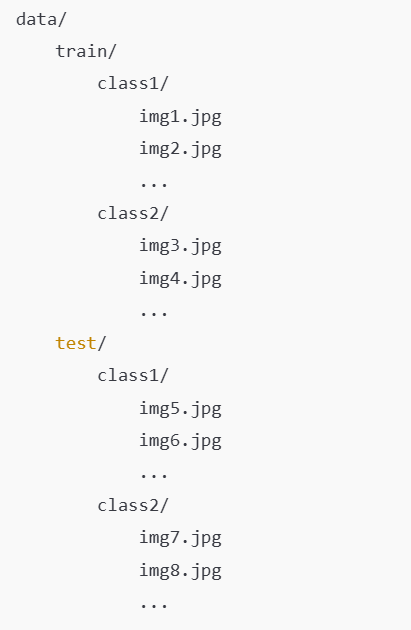 data/
    train/
        class1/
            img1.jpg
            img2.jpg
            ...
        class2/
            img3.jpg
            img4.jpg
            ...
    test/
        class1/
            img5.jpg
            img6.jpg
            ...
        class2/
            img7.jpg
            img8.jpg
            ...